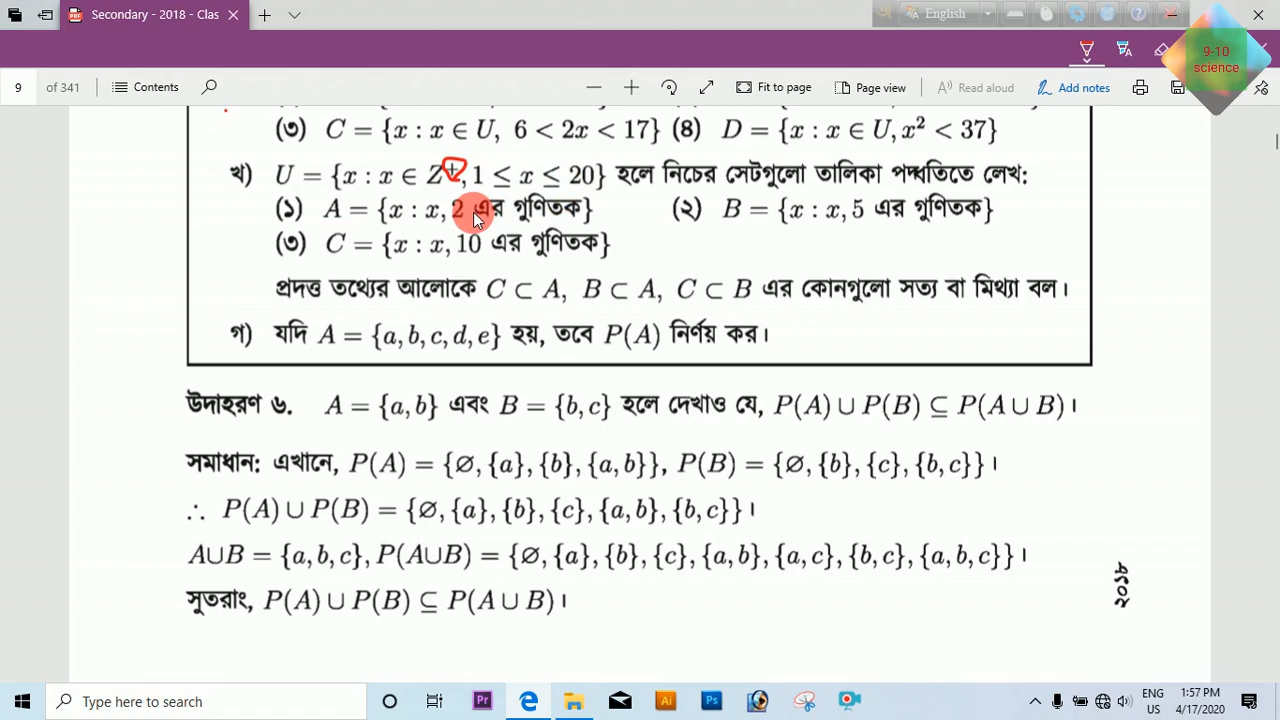 Secondary - 2018 - Clas
English
9-10
science
9 of 341 Contents Fit to page Page view Read aloud Add notes
(৩) C = {x : x ∈ U, 6 < 2x < 17} (৪) D = {x : x ∈ U, x² < 37}
খ) U = {x : x ∈ Z⁺, 1 ≤ x ≤ 20} হলে নিচের সেটগুলো তালিকা পদ্ধতিতে লেখ:
(১) A = {x : x, 2 এর গুণিতক} (২) B = {x : x, 5 এর গুণিতক}
(৩) C = {x : x, 10 এর গুণিতক}
প্রদত্ত তথ্যের আলোকে C ⊂ A, B ⊂ A, C ⊂ B এর কোনগুলো সত্য বা মিথ্যা বল।
গ) যদি A = {a, b, c, d, e} হয়, তবে P(A) নির্ণয় কর।
উদাহরণ ৬. A = {a, b} এবং B = {b, c} হলে দেখাও যে, P(A) ∪ P(B) ⊆ P(A ∪ B)।
সমাধান: এখানে, P(A) = {∅, {a}, {b}, {a, b}}, P(B) = {∅, {b}, {c}, {b, c}}।
∴ P(A) ∪ P(B) = {∅, {a}, {b}, {c}, {a, b}, {b, c}}।
A∪B = {a, b, c}, P(A∪B) = {∅, {a}, {b}, {c}, {a, b}, {a, c}, {b, c}, {a, b, c}}।
সুতরাং, P(A) ∪ P(B) ⊆ P(A ∪ B)।
২০১৮
Type here to search
Pr
Ai
Ps
ENG
US
1:57 PM
4/17/2020